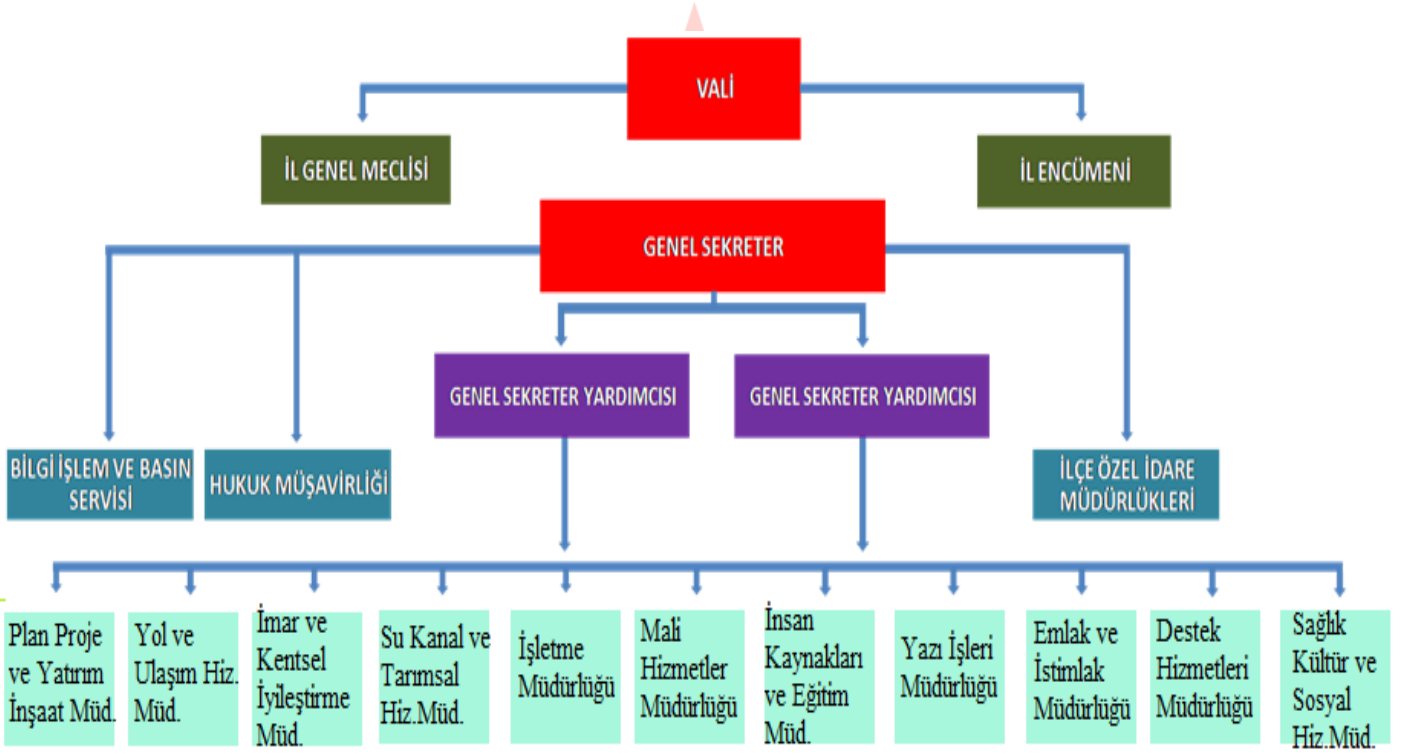 VALİ
İL GENEL MECLİSİ
İL ENCÜMENİ
GENEL SEKRETER
GENEL SEKRETER YARDIMCISI
GENEL SEKRETER YARDIMCISI
BİLGİ İŞLEM VE BASIN
SERVİSİ
HUKUK MÜŞAVİRLİĞİ
İLÇE ÖZEL İDARE
MÜDÜRLÜKLERİ
Plan Proje
ve Yatırım
İnşaat Müd.
Yol ve
Ulaşım Hiz.
Müd.
İmar ve
Kentsel
İyileştirme
Müd.
Su Kanal ve
Tarımsal
Hiz.Müd.
İşletme
Müdürlüğü
Mali
Hizmetler
Müdürlüğü
İnsan
Kaynakları
ve Eğitim
Müd.
Yazı İşleri
Müdürlüğü
Emlak ve
İstimlak
Müdürlüğü
Destek
Hizmetleri
Müdürlüğü
Sağlık
Kültür ve
Sosyal
Hiz.Müd.